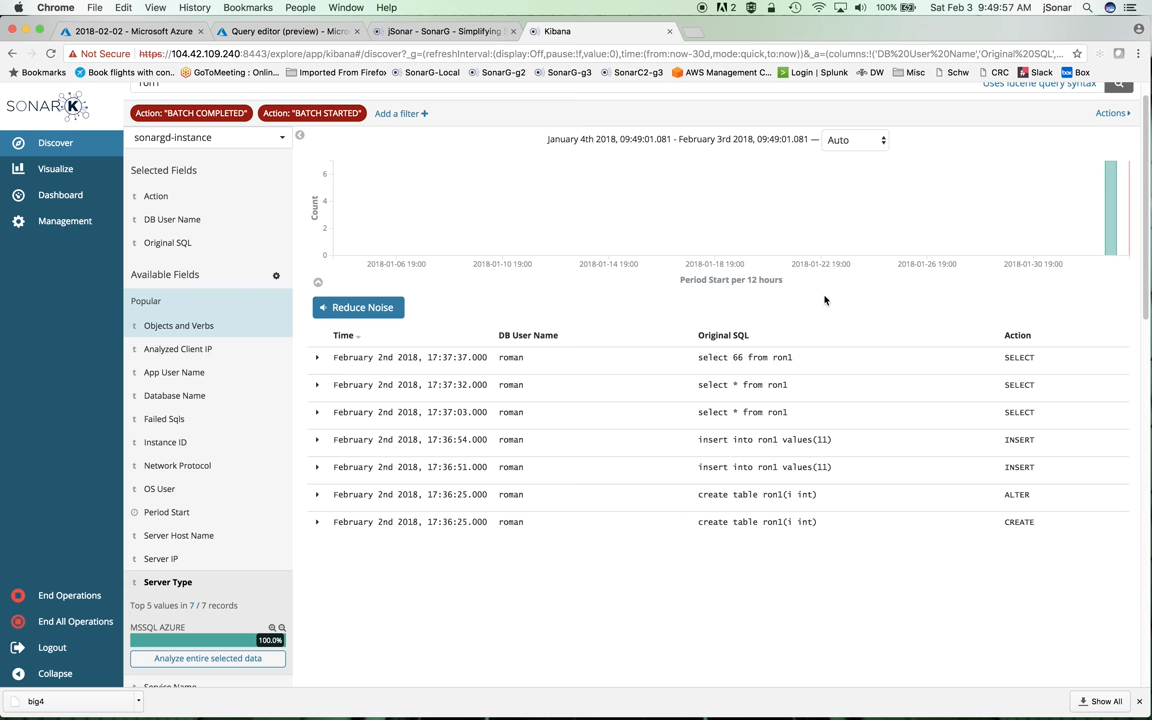 Chrome File Edit View History Bookmarks People Window Help
2 100% Sat Feb 3 9:49:57 AM jSonar
2018-02-02 - Microsoft Azure
Query editor (preview) - Micro
jSonar - SonarG - Simplifying S
Kibana
Not Secure https://104.42.109.240:8443/explore/app/kibana#/discover?_g=(refreshInterval:(display:Off,pause:!f,value:0),time:(from:now-30d,mode:quick,to:now))&_a=(columns:!('DB%20User%20Name','Original%20SQL',
Bookmarks Book flights with con.. GoToMeeting : Onlin... Imported From Firefox SonarG-Local SonarG-g2 SonarG-g3 SonarC2-g3 AWS Management C... Login | Splunk DW Misc Schw CRC Slack Box
Uses lucene query syntax
SONAR K
Action: "BATCH COMPLETED" Action: "BATCH STARTED" Add a filter + Actions
Discover
Visualize
Dashboard
Management
End Operations
End All Operations
Logout
Collapse
sonargd-instance
Selected Fields
t Action
t DB User Name
t Original SQL
Available Fields
Popular
t Objects and Verbs
t Analyzed Client IP
t App User Name
t Database Name
t Failed Sqls
t Instance ID
t Network Protocol
t OS User
Period Start
t Server Host Name
t Server IP
t Server Type
Top 5 values in 7 / 7 records
MSSQL AZURE
100.0%
Analyze entire selected data
Service Name
January 4th 2018, 09:49:01.081 - February 3rd 2018, 09:49:01.081 — Auto
Count
6
4
2
0
2018-01-06 19:00 2018-01-10 19:00 2018-01-14 19:00 2018-01-18 19:00 2018-01-22 19:00 2018-01-26 19:00 2018-01-30 19:00
Period Start per 12 hours
Reduce Noise
Time DB User Name Original SQL Action
February 2nd 2018, 17:37:37.000 roman select 66 from ron1 SELECT
February 2nd 2018, 17:37:32.000 roman select * from ron1 SELECT
February 2nd 2018, 17:37:03.000 roman select * from ron1 SELECT
February 2nd 2018, 17:36:54.000 roman insert into ron1 values(11) INSERT
February 2nd 2018, 17:36:51.000 roman insert into ron1 values(11) INSERT
February 2nd 2018, 17:36:25.000 roman create table ron1(i int) ALTER
February 2nd 2018, 17:36:25.000 roman create table ron1(i int) CREATE
big4
Show All